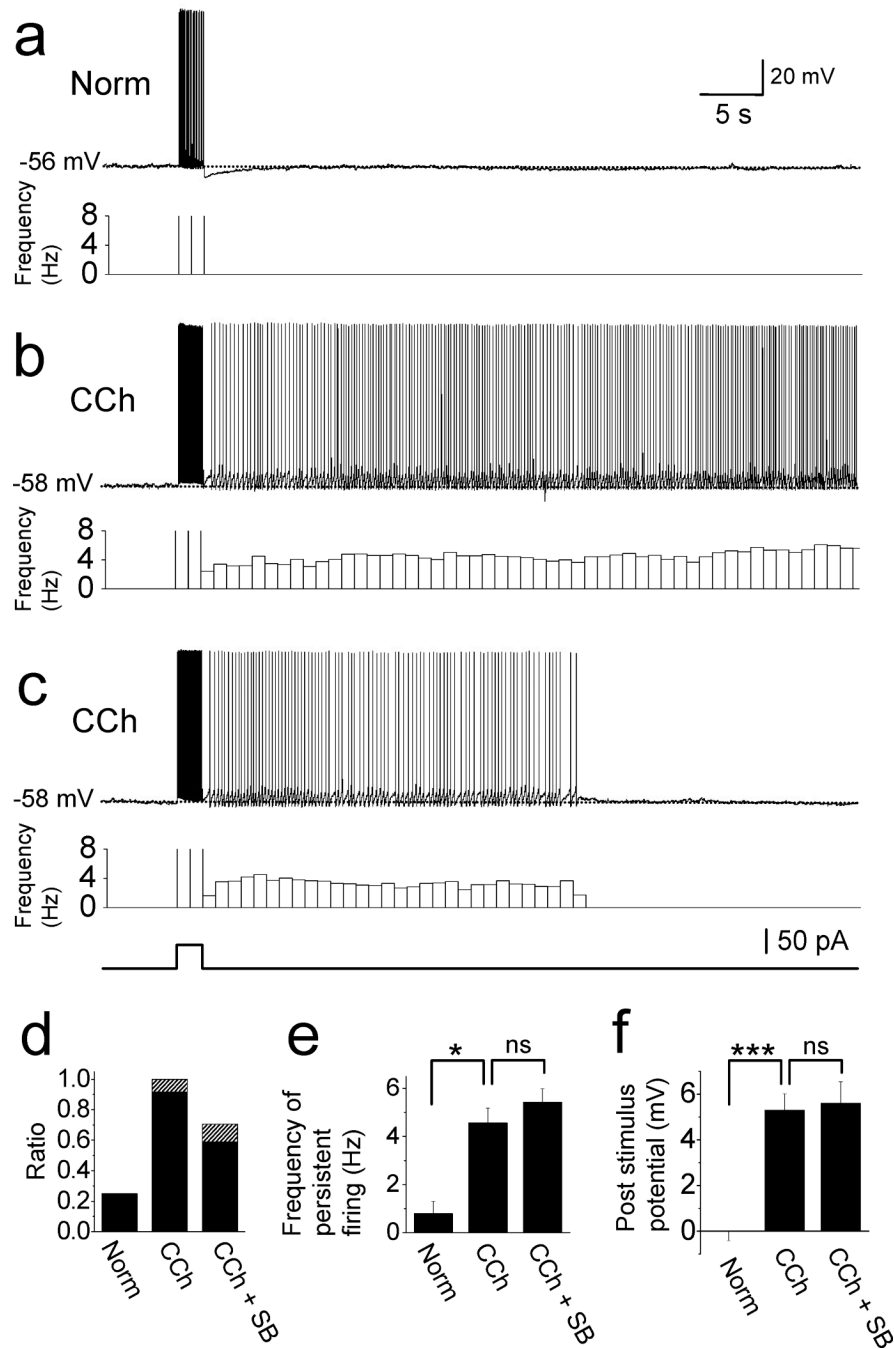 a
Norm
20 mV
5 s
-56 mV
Frequency
(Hz)
8
4
0
b
CCh
-58 mV
Frequency
(Hz)
8
4
0
c
CCh
-58 mV
Frequency
(Hz)
8
4
0
50 pA
d
Ratio
1.0
0.8
0.6
0.4
0.2
0.0
Norm
CCh
CCh + SB
e
* ns
Frequency of
persistent
firing (Hz)
6
4
2
0
Norm
CCh
CCh + SB
f
*** ns
Post stimulus
potential (mV)
6
4
2
0
Norm
CCh
CCh + SB